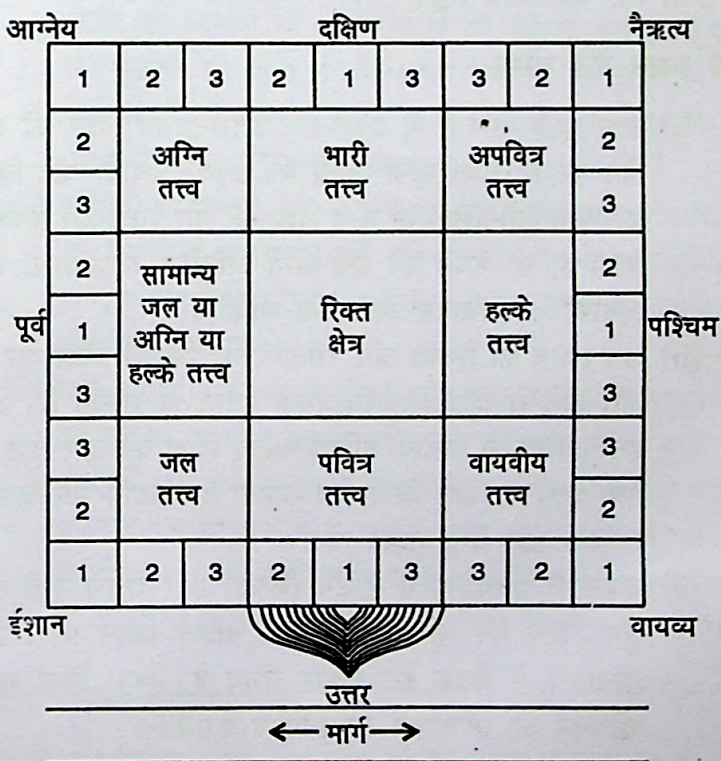 आग्नेय दक्षिण नैऋत्य
1 2 3 2 1 3 3 2 1
2 अग्नि तत्त्व भारी तत्त्व अपवित्र तत्त्व 2
3 3
2 सामान्य 2
जल या
पूर्व 1 अग्नि या रिक्त क्षेत्र हल्के तत्त्व 1 पश्चिम
हल्के तत्त्व
3 3
3 जल तत्त्व पवित्र तत्त्व वायवीय तत्त्व 3
2 2
1 2 3 2 1 3 3 2 1
ईशान वायव्य
उत्तर
मार्ग